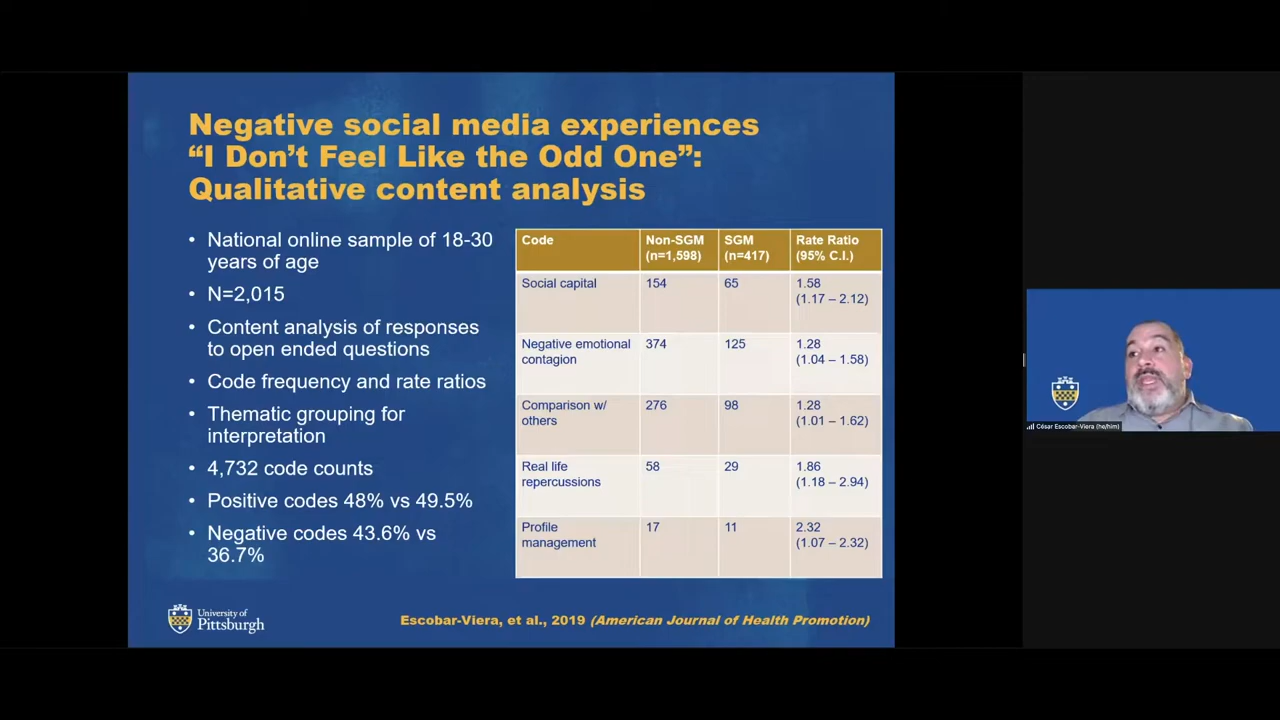 Negative social media experiences
“I Don’t Feel Like the Odd One”:
Qualitative content analysis
• National online sample of 18-30
years of age
• N=2,015
• Content analysis of responses
to open ended questions
• Code frequency and rate ratios
• Thematic grouping for
interpretation
• 4,732 code counts
• Positive codes 48% vs 49.5%
• Negative codes 43.6% vs
36.7%
Code Non-SGM SGM Rate Ratio
(n=1,598) (n=417) (95% C.I.)
Social capital 154 65 1.58
(1.17 – 2.12)
Negative emotional 374 125 1.28
contagion (1.04 – 1.58)
Comparison w/ 276 98 1.28
others (1.01 – 1.62)
Real life 58 29 1.86
repercussions (1.18 – 2.94)
Profile 17 11 2.32
management (1.07 – 2.32)
University of
Pittsburgh
Escobar-Viera, et al., 2019 (American Journal of Health Promotion)
César Escobar-Viera (he/him)